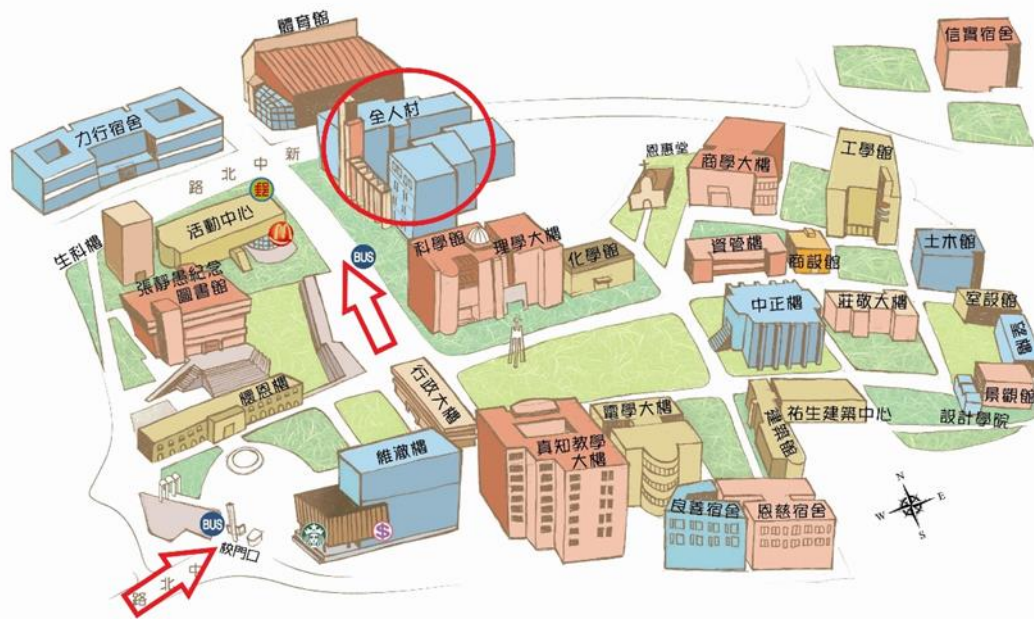 體育館
信實宿舍
全人村
力行宿舍
恩惠堂
商學大樓
工學館
新中北路
郵
活動中心
M
生科樓
BUS
科學館
理學大樓
化學館
資管樓
商設館
土木館
張靜愚紀念
圖書館
中正樓
莊敬大樓
室設館
景觀館
設計學院
懷恩樓
行政大樓
電學大樓
祐生建築中心
建築館
真知教學
大樓
維澈樓
良善宿舍
恩慈宿舍
BUS
校門口
$
中北路
N
W
E
S